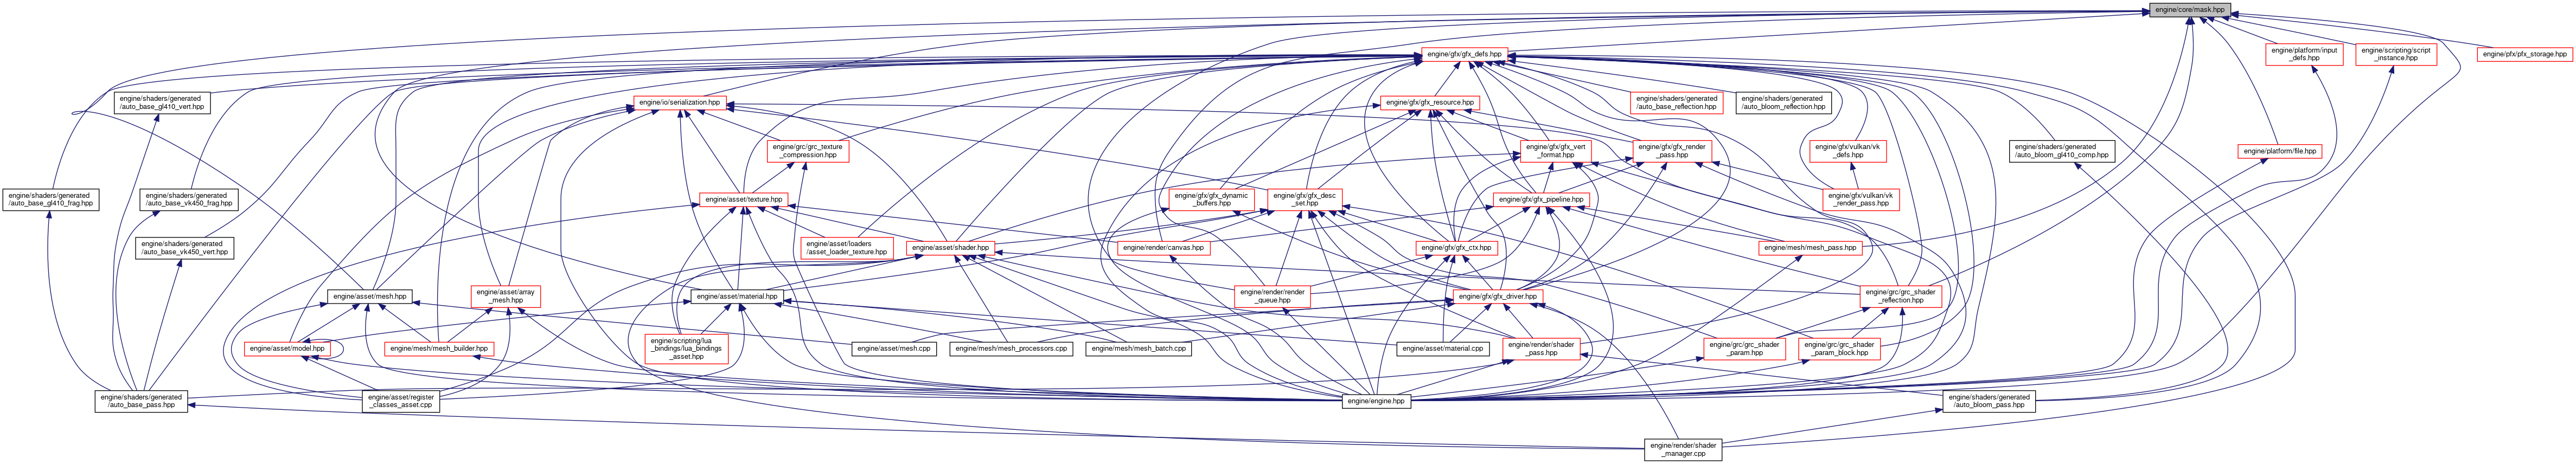 engine/core/mask.hpp
engine/gfx/gfx_defs.hpp
engine/platform/input
_defs.hpp
engine/scripting/script
_instance.hpp
engine/pfx/pfx_storage.hpp
engine/shaders/generated
/auto_base_gl410_vert.hpp
engine/io/serialization.hpp
engine/gfx/gfx_resource.hpp
engine/shaders/generated
/auto_base_reflection.hpp
engine/shaders/generated
/auto_bloom_reflection.hpp
engine/grc/grc_texture
_compression.hpp
engine/gfx/gfx_vert
_format.hpp
engine/gfx/gfx_render
_pass.hpp
engine/gfx/vulkan/vk
_defs.hpp
engine/shaders/generated
/auto_bloom_gl410_comp.hpp
engine/platform/file.hpp
engine/shaders/generated
/auto_base_gl410_frag.hpp
engine/shaders/generated
/auto_base_vk450_frag.hpp
engine/asset/texture.hpp
engine/gfx/gfx_dynamic
_buffers.hpp
engine/gfx/gfx_desc
_set.hpp
engine/gfx/gfx_pipeline.hpp
engine/gfx/vulkan/vk
_render_pass.hpp
engine/shaders/generated
/auto_base_vk450_vert.hpp
engine/asset/loaders
/asset_loader_texture.hpp
engine/asset/shader.hpp
engine/render/canvas.hpp
engine/gfx/gfx_ctx.hpp
engine/mesh/mesh_pass.hpp
engine/asset/mesh.hpp
engine/asset/array
_mesh.hpp
engine/asset/material.hpp
engine/render/render
_queue.hpp
engine/gfx/gfx_driver.hpp
engine/grc/grc_shader
_reflection.hpp
engine/asset/model.hpp
engine/mesh/mesh_builder.hpp
engine/scripting/lua
_bindings/lua_bindings
_asset.hpp
engine/asset/mesh.cpp
engine/mesh/mesh_processors.cpp
engine/mesh/mesh_batch.cpp
engine/asset/material.cpp
engine/render/shader
_pass.hpp
engine/grc/grc_shader
_param.hpp
engine/grc/grc_shader
_param_block.hpp
engine/shaders/generated
/auto_base_pass.hpp
engine/asset/register
_classes_asset.cpp
engine/engine.hpp
engine/shaders/generated
/auto_bloom_pass.hpp
engine/render/shader
_manager.cpp